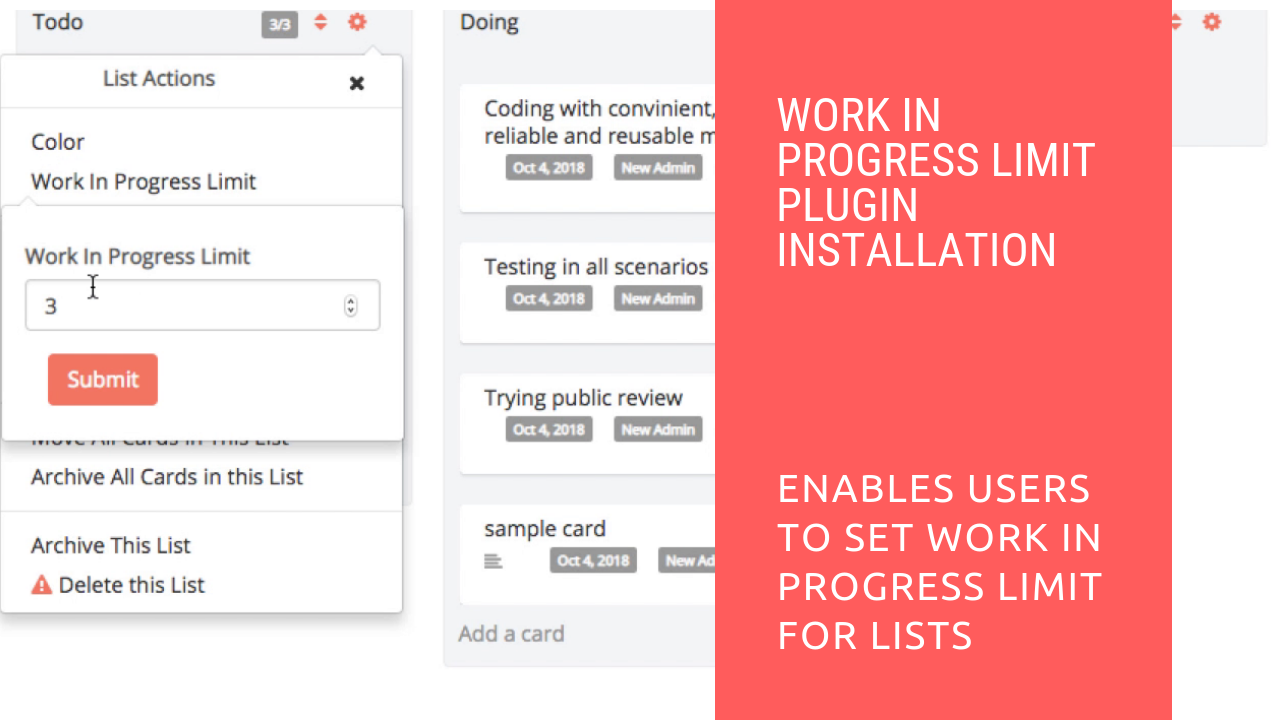 Todo
3/3
List Actions
Color
Work In Progress Limit
Work In Progress Limit
3
Submit
Move All Cards in This List
Archive All Cards in this List
Archive This List
Delete this List
Doing
Coding with convinient,
reliable and reusable m
Oct 4, 2018 New Admin
Testing in all scenarios
Oct 4, 2018 New Admin
Trying public review
Oct 4, 2018 New Admin
sample card
Oct 4, 2018 New Ad
Add a card
WORK IN
PROGRESS LIMIT
PLUGIN
INSTALLATION
ENABLES USERS
TO SET WORK IN
PROGRESS LIMIT
FOR LISTS